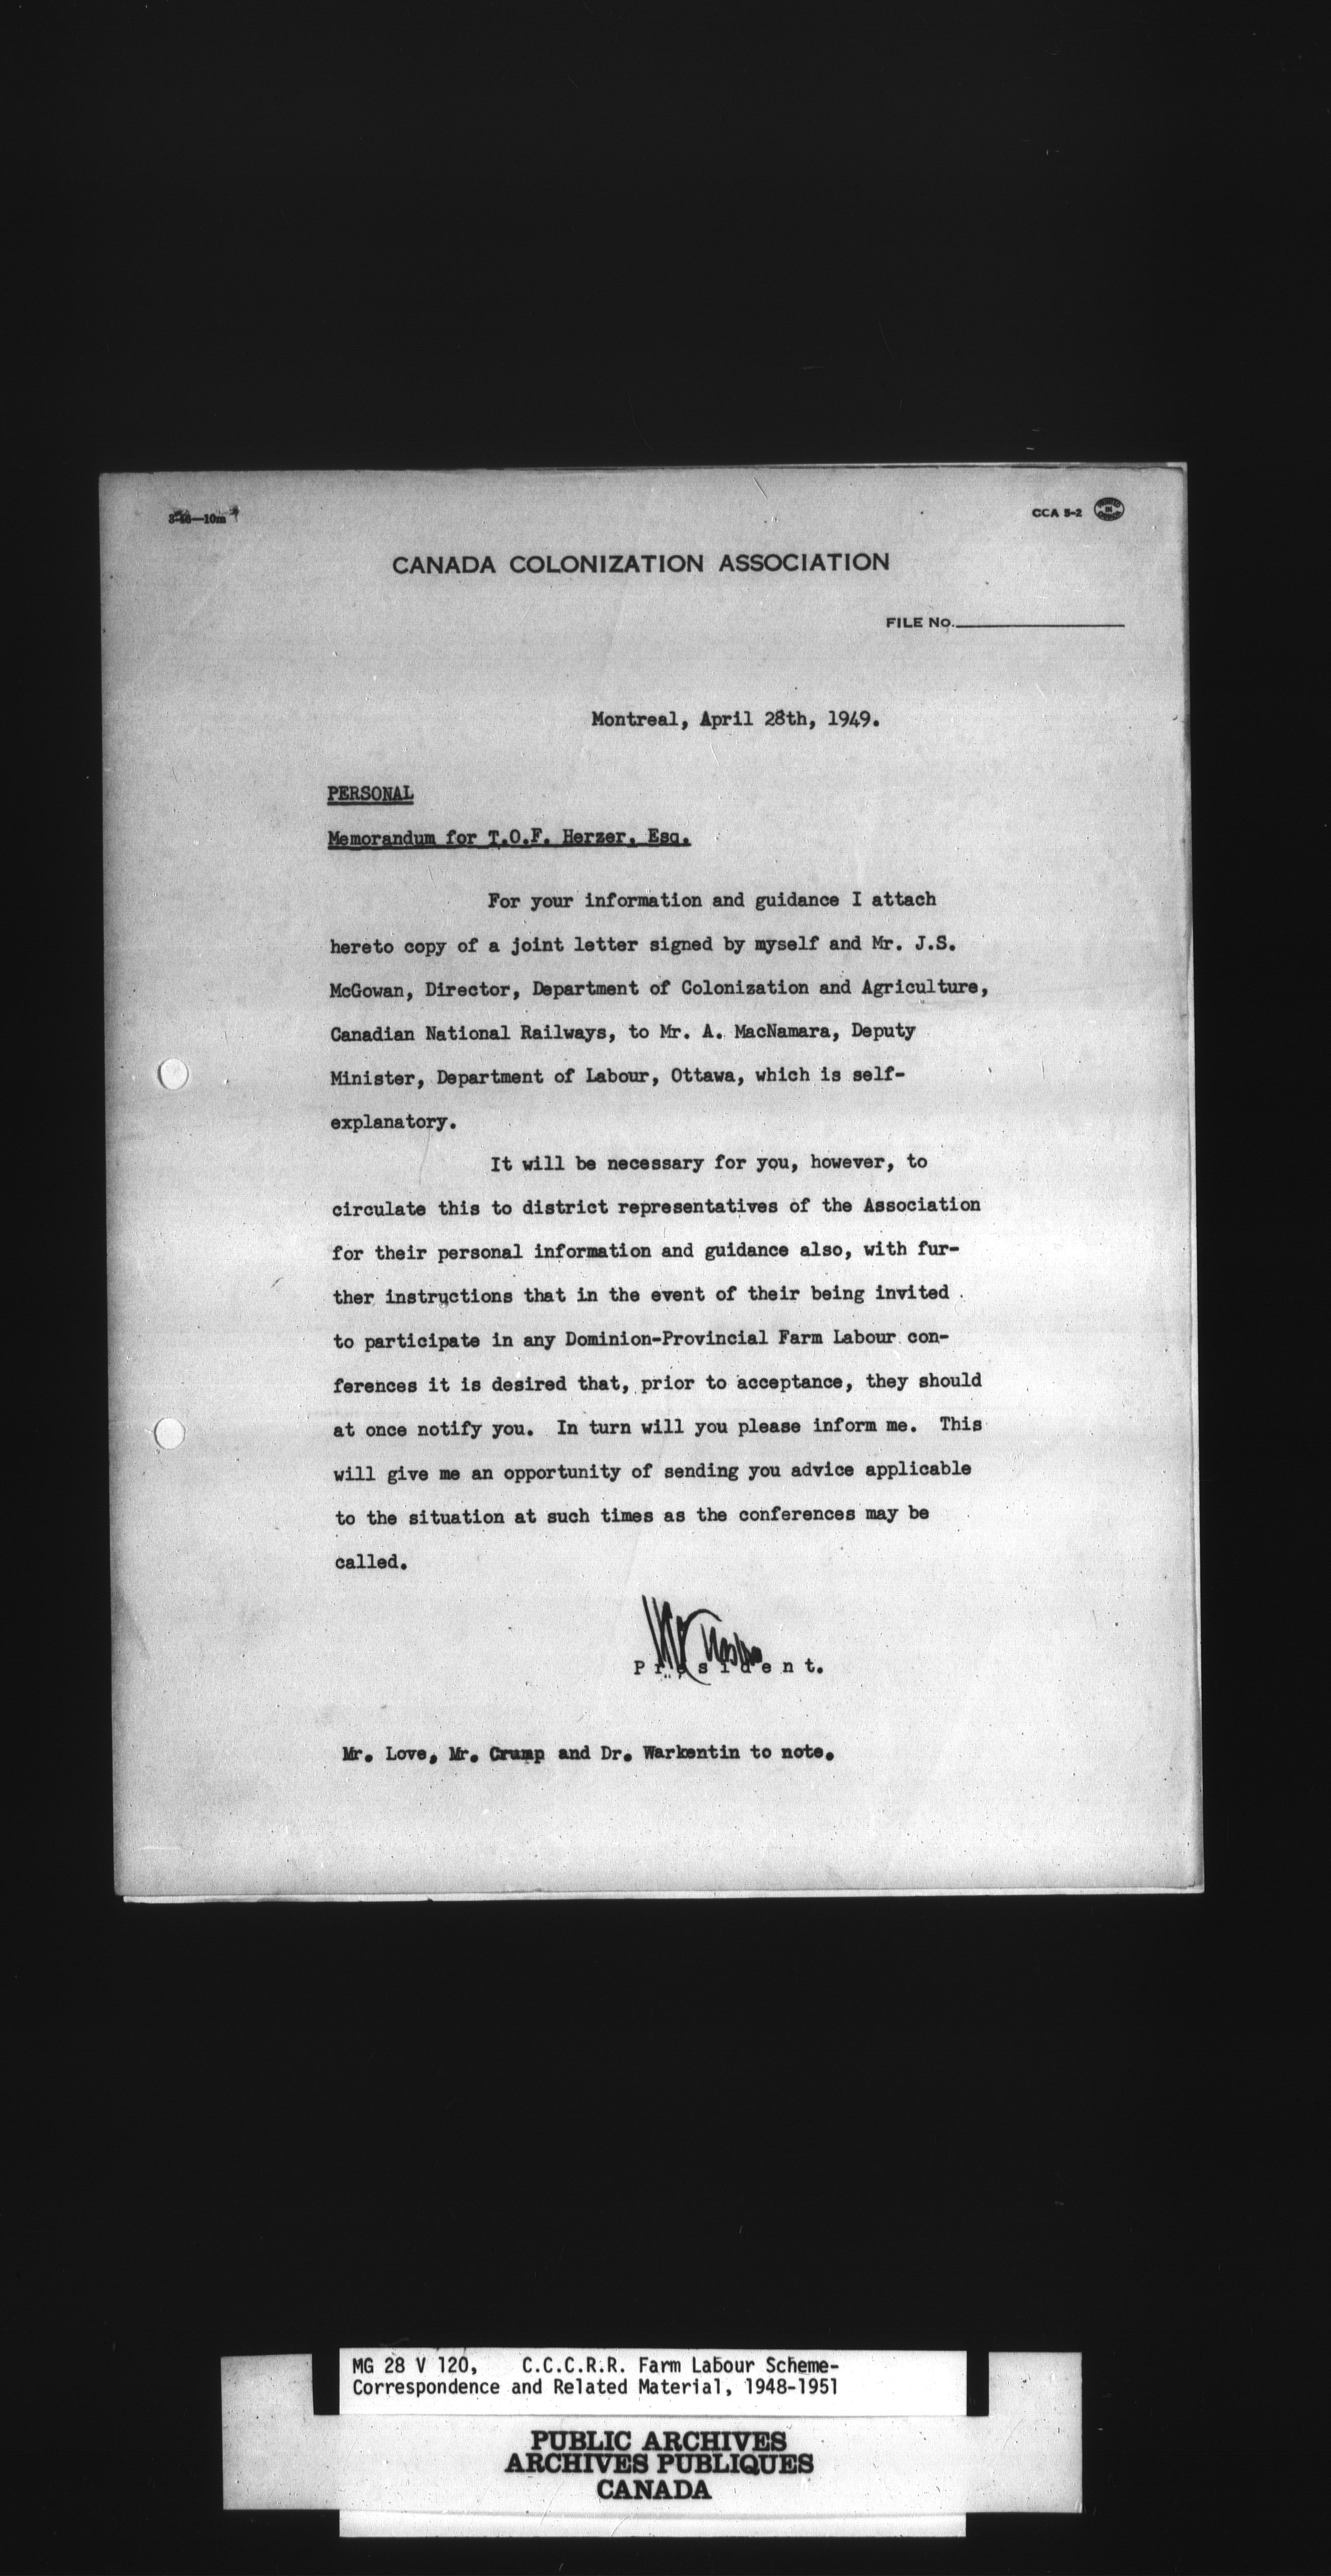 CCA 5-2
CANADA COLONIZATION ASSOCIATION
FILE NO.
Montreal, April 28th, 1949.
PERSONAL
Memorandum for T.O.F. Herzer, Esq.
For your information and guidance I attach
hereto copy of a joint letter signed by myself and Mr. J.S.
McGowan, Director, Department of Colonization and Agriculture,
Canadian National Railways, to Mr. A. MacNamara, Deputy
Minister, Department of Labour, Ottawa, which is self-
explanatory.
It will be necessary for you, however, to
circulate this to district representatives of the Association
for their personal information and guidance also, with fur-
ther instructions that in the event of their being invited
to participate in any Dominion-Provincial Farm Labour con-
ferences it is desired that, prior to acceptance, they should
at once notify you. In turn will you please inform me. This
will give me an opportunity of sending you advice applicable
to the situation at such times as the conferences may be
called.
President.
Mr. Love, Mr. Crump and Dr. Warkentin to note.
MG 28 V 120, C.C.C.R.R. Farm Labour Scheme-
Correspondence and Related Material, 1948-1951
PUBLIC ARCHIVES
ARCHIVES PUBLIQUES
CANADA